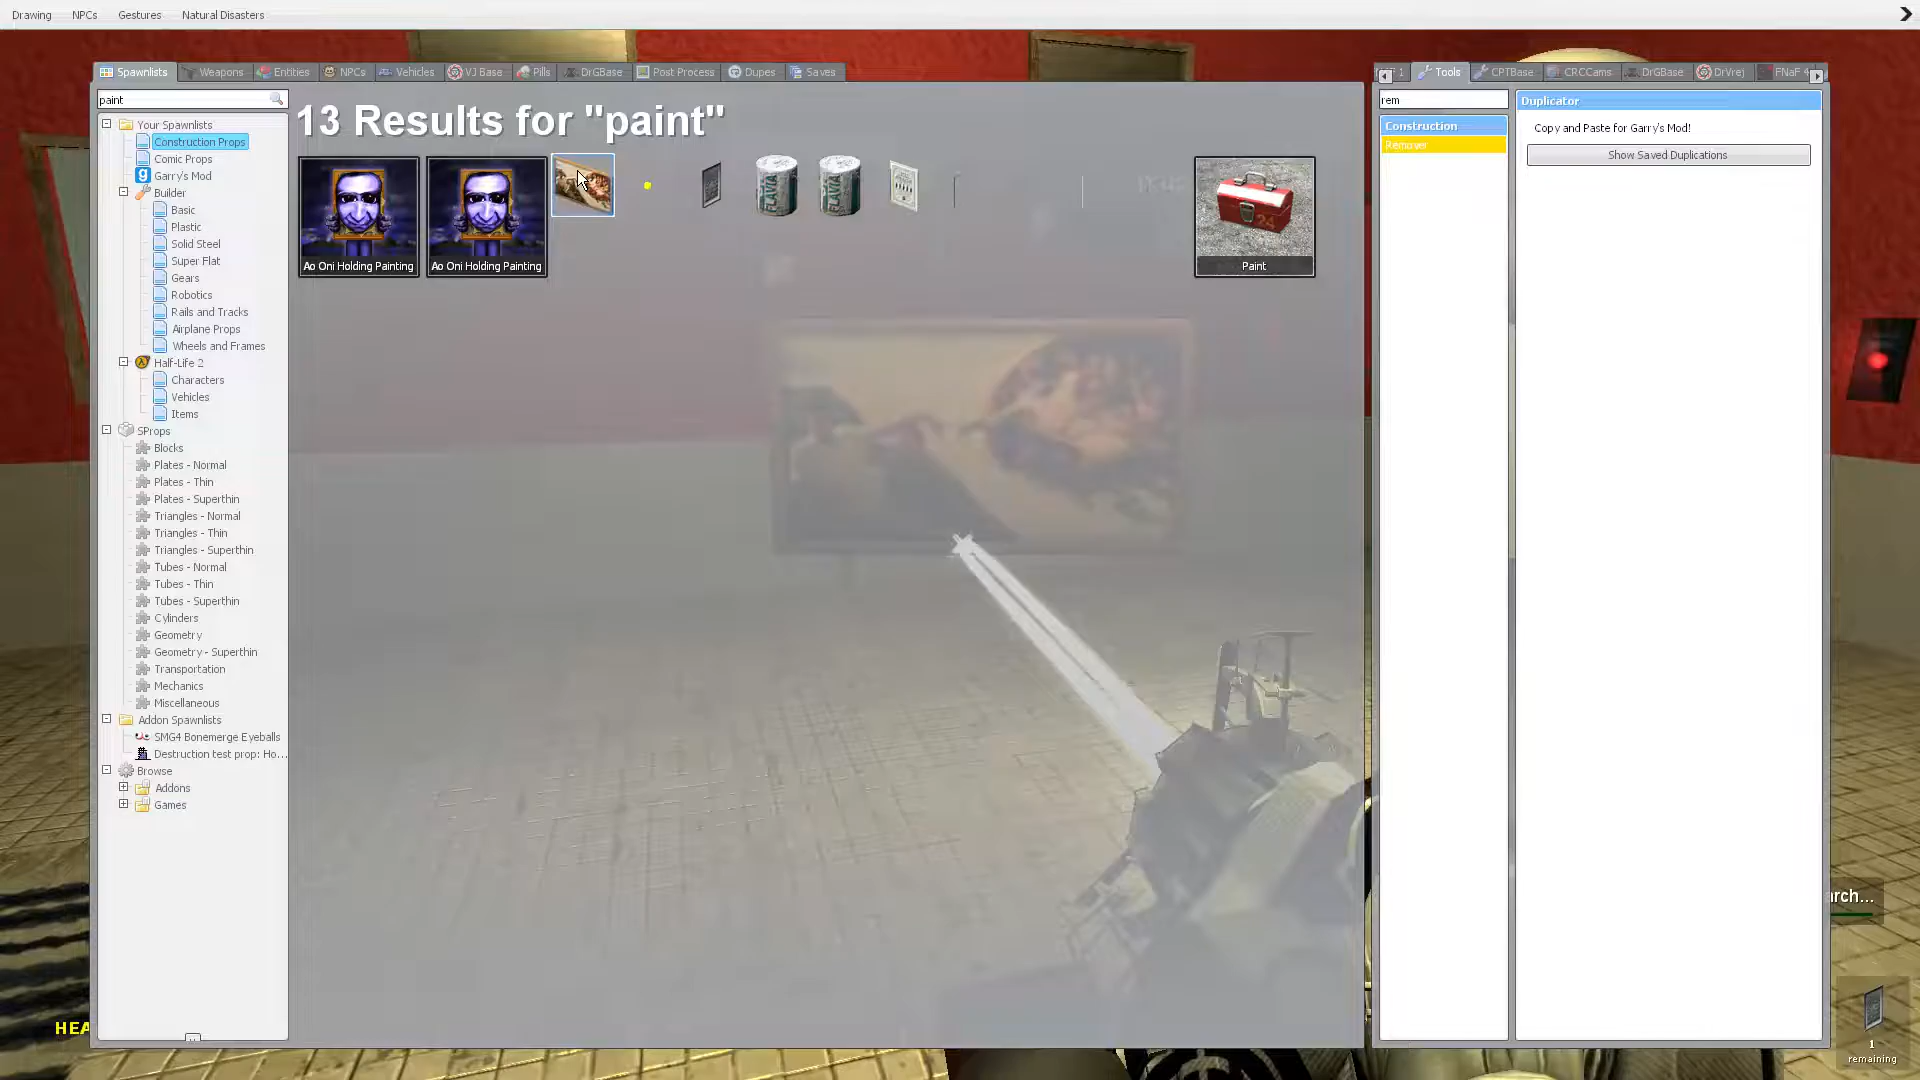 Drawing NPCs Gestures Natural Disasters
Spawnlists Weapons Entities NPCs Vehicles VJ Base Pills DrGBase Post Process Dupes Saves
Tools CPTBase CRCCams DrGBase DrVrej FNaF
paint
13 Results for "paint"
Your Spawnlists
Construction Props
Comic Props
Garry's Mod
Builder
Basic
Plastic
Solid Steel
Super Flat
Gears
Robotics
Rails and Tracks
Airplane Props
Wheels and Frames
Half-Life 2
Characters
Vehicles
Items
SProps
Blocks
Plates - Normal
Plates - Thin
Plates - Superthin
Triangles - Normal
Triangles - Thin
Triangles - Superthin
Tubes - Normal
Tubes - Thin
Tubes - Superthin
Cylinders
Geometry
Geometry - Superthin
Transportation
Mechanics
Miscellaneous
Addon Spawnlists
SMG4 Bonemerge Eyeballs
Destruction test prop: Ho...
Browse
Addons
Games
Ao Oni Holding Painting
Ao Oni Holding Painting
FLAVIA
FLAVIA
24
Paint
rem
Construction
Remover
Duplicator
Copy and Paste for Garry's Mod!
Show Saved Duplications
arch...
HEA
1
remaining